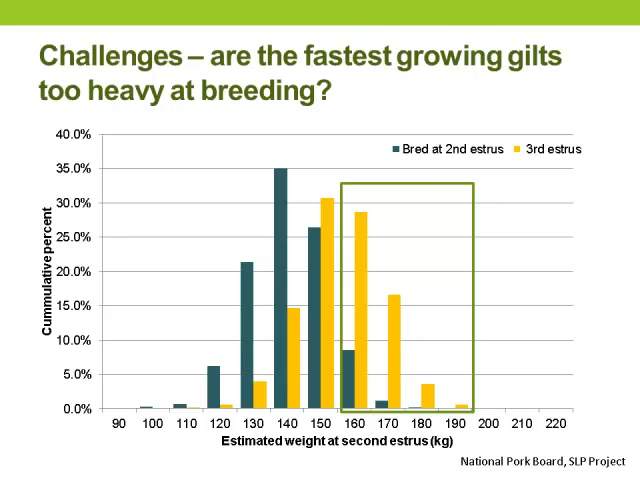 Challenges – are the fastest growing gilts
too heavy at breeding?
40.0%
35.0%
30.0%
25.0%
20.0%
15.0%
10.0%
5.0%
0.0%
Cummulative percent
Bred at 2nd estrus 3rd estrus
90 100 110 120 130 140 150 160 170 180 190 200 210 220
Estimated weight at second estrus (kg)
National Pork Board, SLP Project